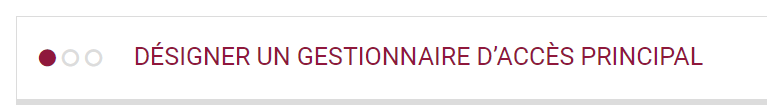 DÉSIGNER UN GESTIONNAIRE D’ACCÈS PRINCIPAL